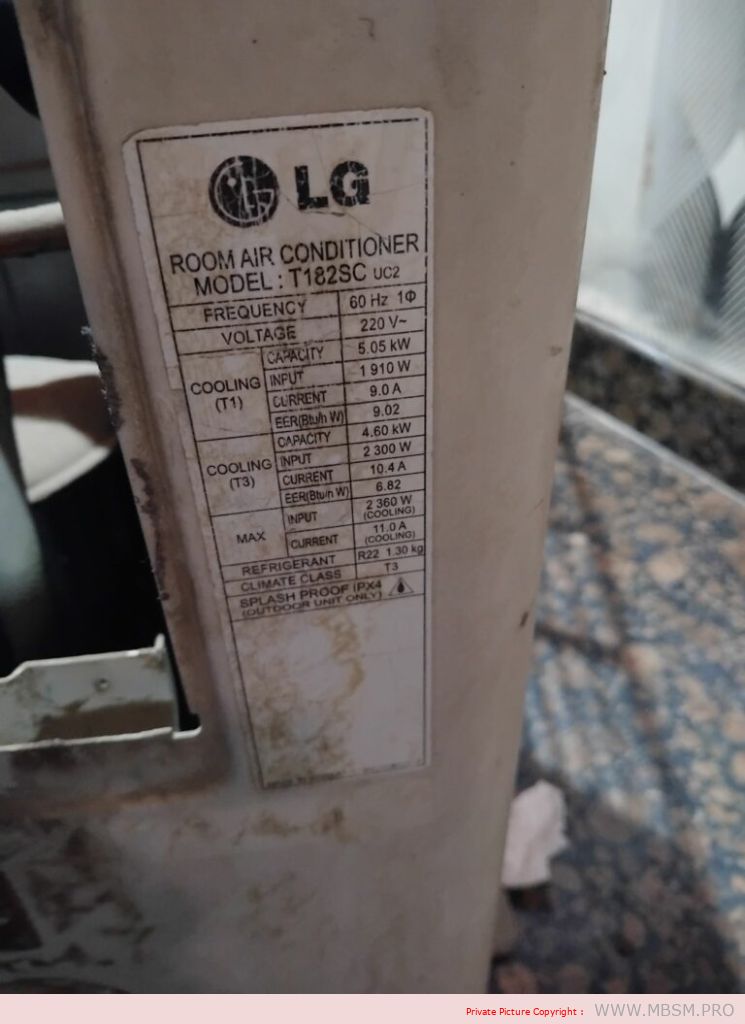 LG
ROOM AIR CONDITIONER
MODEL : T182SC UC2
FREQUENCY 60 Hz 1Φ
VOLTAGE 220 V~
COOLING (T1) CAPACITY 5.05 kW
INPUT 1 910 W
CURRENT 9.0 A
EER(Btu/h W) 9.02
COOLING (T3) CAPACITY 4.60 kW
INPUT 2 300 W
CURRENT 10.4 A
EER(Btu/h W) 6.82
MAX INPUT 2 360 W (COOLING)
CURRENT 11.0 A (COOLING)
REFRIGERANT R22 1.30 kg
CLIMATE CLASS T3
SPLASH PROOF IPX4
(OUTDOOR UNIT ONLY)
Private Picture Copyright : WWW.MBSM.PRO